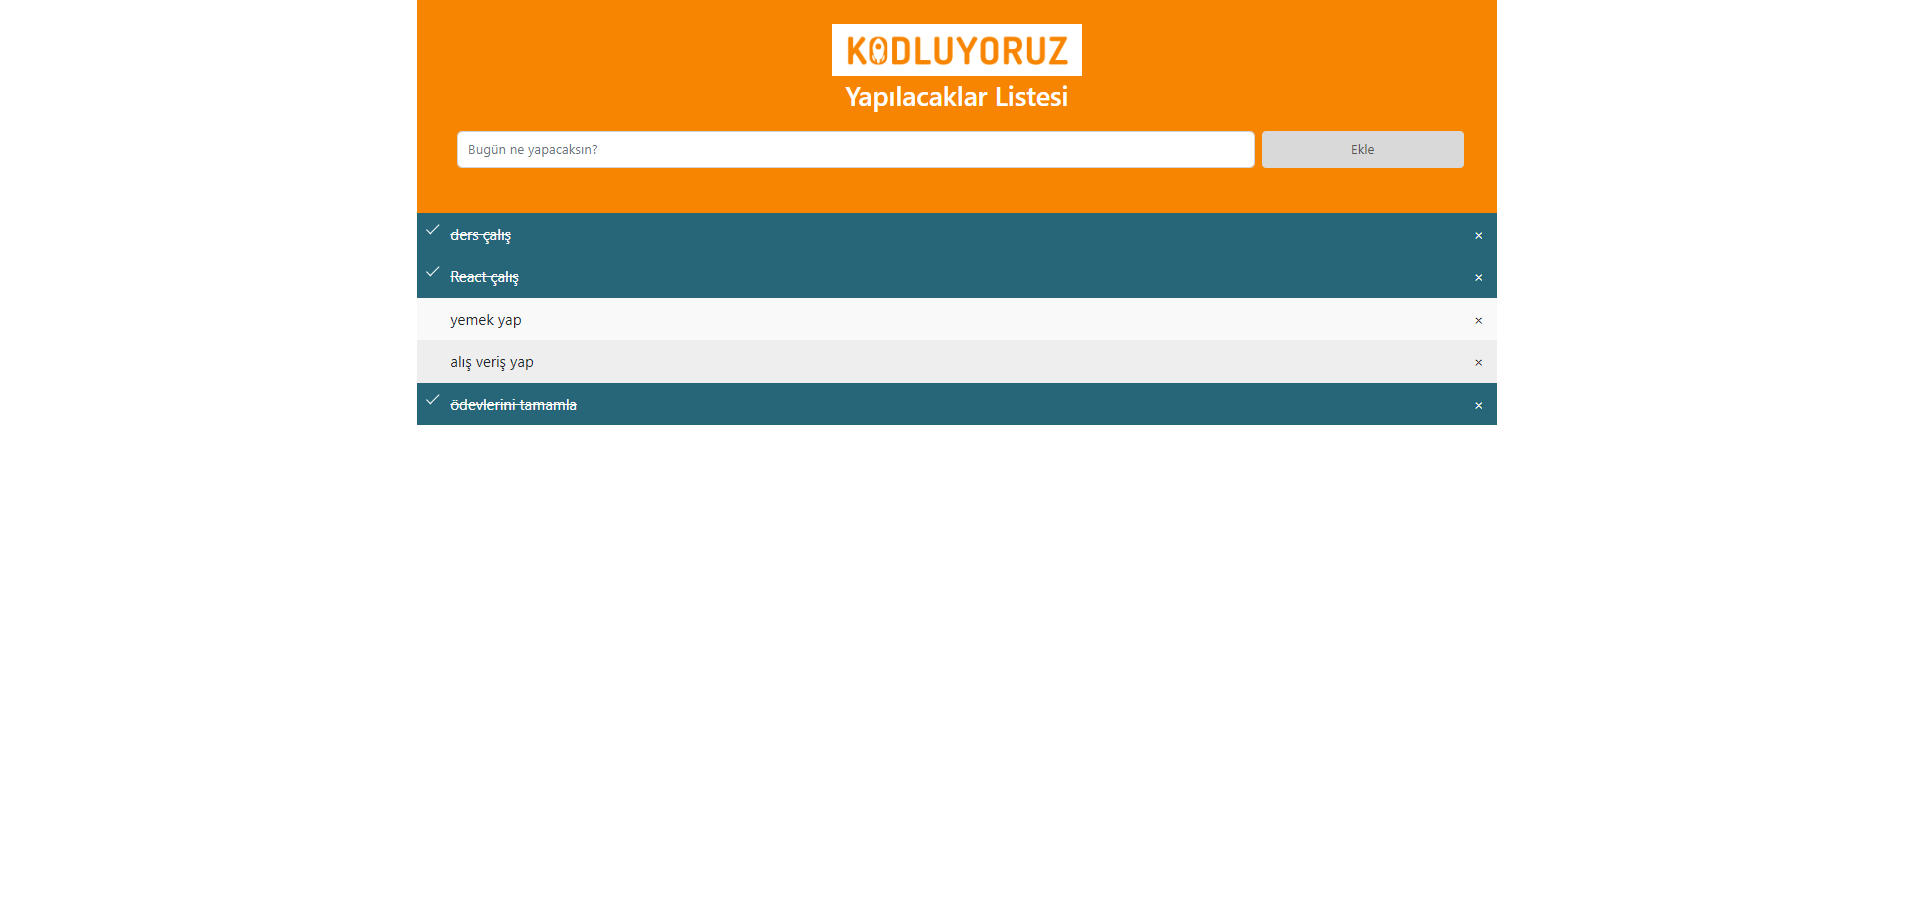 KODLUYORUZ
Yapılacaklar Listesi
Bugün ne yapacaksın?
Ekle
ders çalış ×
React çalış ×
yemek yap ×
alış veriş yap ×
ödevlerini tamamla ×